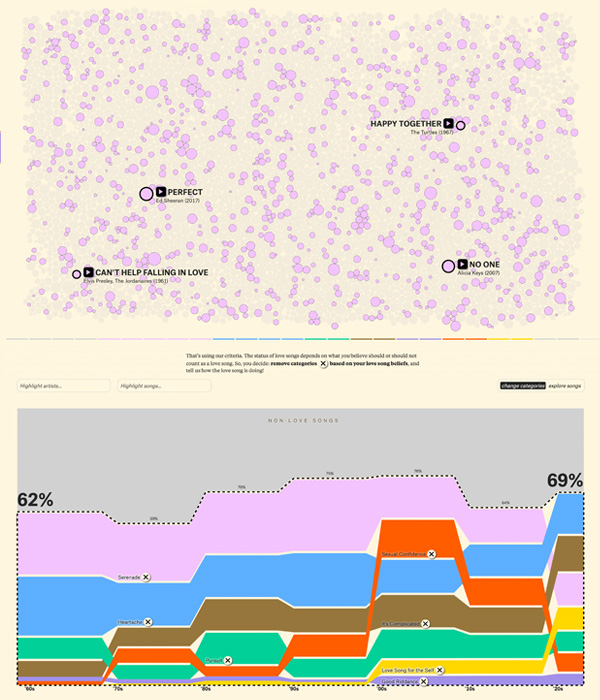 HAPPY TOGETHER
The Turtles (1967)
PERFECT
Ed Sheeran (2017)
NO ONE
Alicia Keys (2007)
CAN'T HELP FALLING IN LOVE
Elvis Presley, The Jordanaires (1961)
That's using our criteria. The status of love songs depends on what you believe should or should not
count as a love song. So, you decide: remove categories based on your love song beliefs, and
tell us how the love song is doing!
Highlight artists...
Highlight songs...
change categories
explore songs
NON-LOVE SONGS
62%
69%
Serenade
Sexual Confidence
Heartache
It's Complicated
Pursuit
Love Song for the Self
Good Riddance
'60s
'70s
'80s
'90s
'00s
'10s
'20s